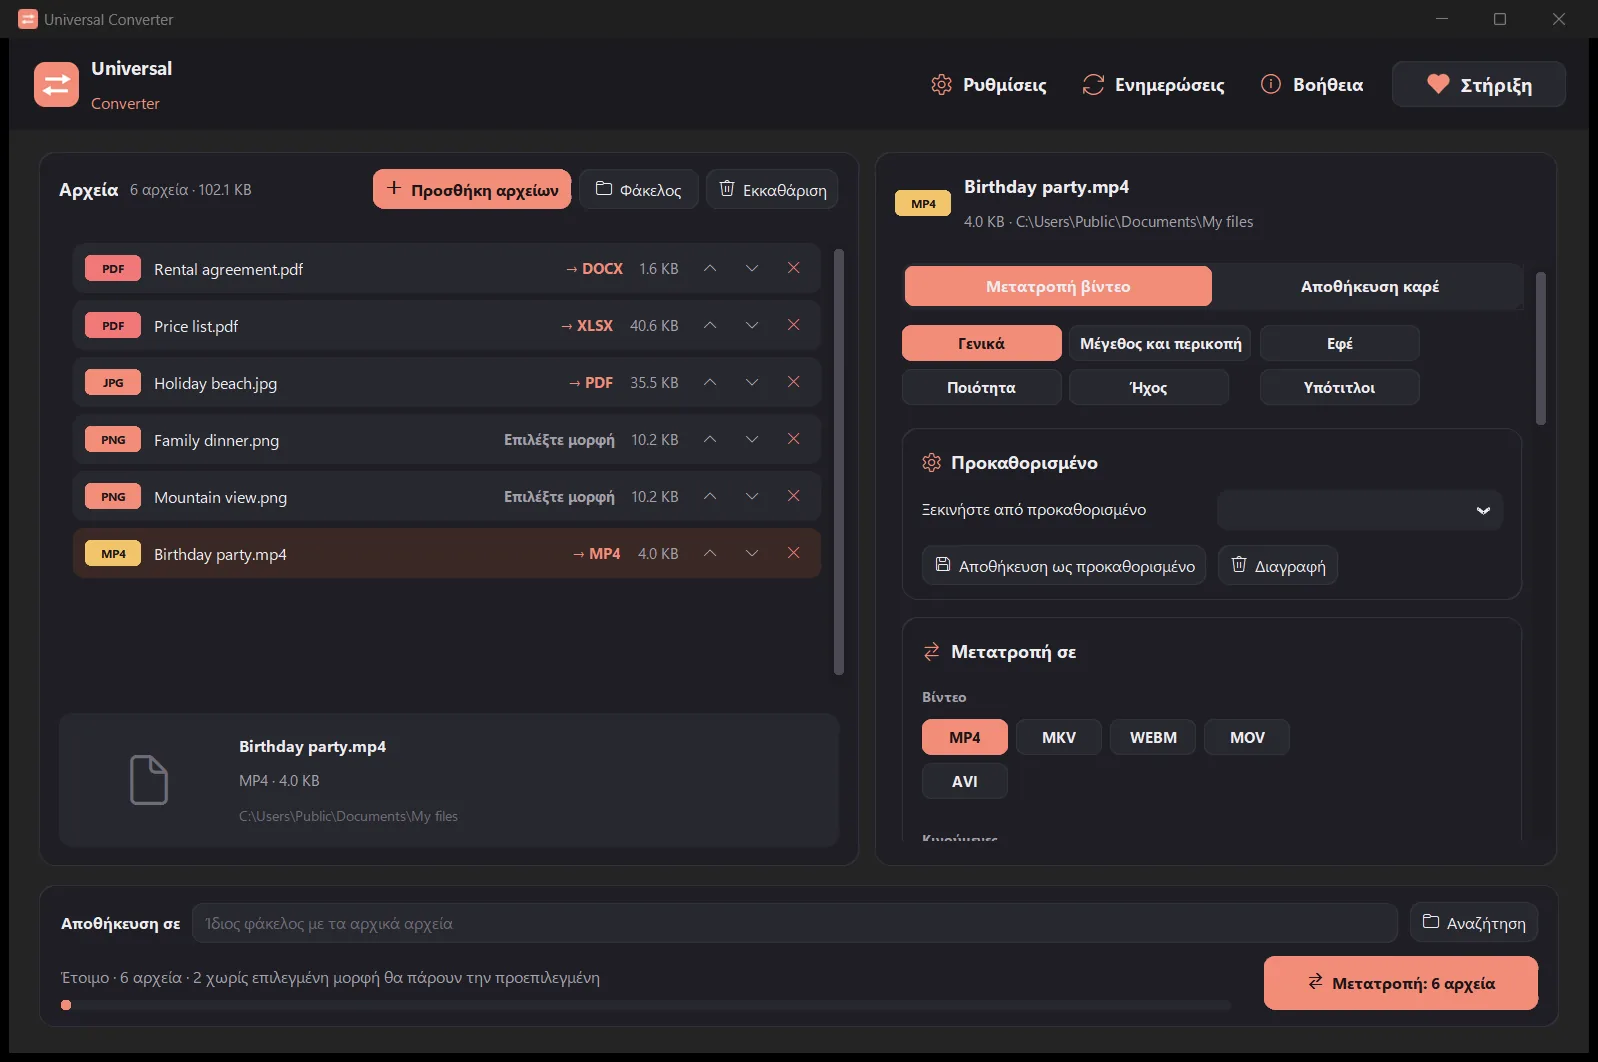 Universal Converter
Universal
Converter
Ρυθμίσεις
Ενημερώσεις
Βοήθεια
Στήριξη
Αρχεία 6 αρχεία · 102.1 KB
Προσθήκη αρχείων
Φάκελος
Εκκαθάριση
PDF Rental agreement.pdf → DOCX 1.6 KB
PDF Price list.pdf → XLSX 40.6 KB
JPG Holiday beach.jpg → PDF 35.5 KB
PNG Family dinner.png Επιλέξτε μορφή 10.2 KB
PNG Mountain view.png Επιλέξτε μορφή 10.2 KB
MP4 Birthday party.mp4 → MP4 4.0 KB
Birthday party.mp4
MP4 · 4.0 KB
C:\Users\Public\Documents\My files
MP4
Birthday party.mp4
4.0 KB · C:\Users\Public\Documents\My files
Μετατροπή βίντεο
Αποθήκευση καρέ
Γενικά
Μέγεθος και περικοπή
Εφέ
Ποιότητα
Ήχος
Υπότιτλοι
Προκαθορισμένο
Ξεκινήστε από προκαθορισμένο
Αποθήκευση ως προκαθορισμένο
Διαγραφή
Μετατροπή σε
Βίντεο
MP4
MKV
WEBM
MOV
AVI
Κινούμενες
Αποθήκευση σε
Ίδιος φάκελος με τα αρχικά αρχεία
Αναζήτηση
Έτοιμο · 6 αρχεία · 2 χωρίς επιλεγμένη μορφή θα πάρουν την προεπιλεγμένη
Μετατροπή: 6 αρχεία